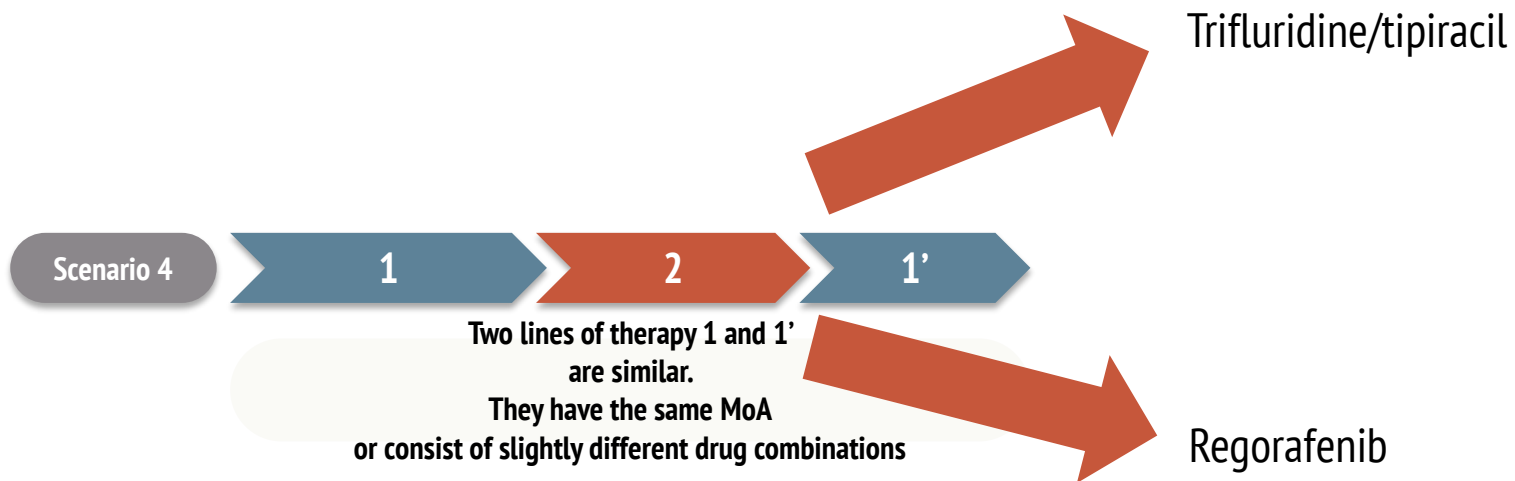 Trifluridine/tipiracil
Scenario 4
1
2
1’
Two lines of therapy 1 and 1’
are similar.
They have the same MoA
or consist of slightly different drug combinations
Regorafenib